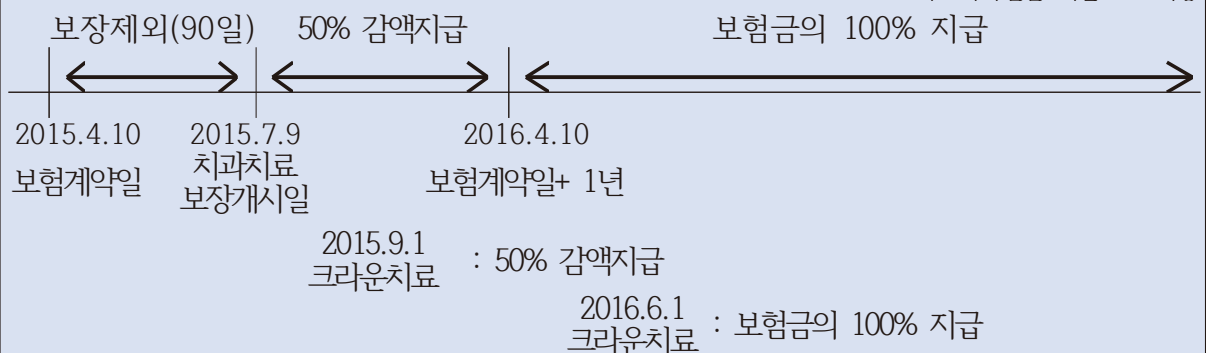 보장제외(90일) 50% 감액지급 보험금의 100% 지급
2015.4.10 2015.7.9 2016.4.10
보험계약일 치과치료 보험계약일+ 1년
보장개시일
2015.9.1
크라운치료 : 50% 감액지급
2016.6.1
크라운치료 : 보험금의 100% 지급